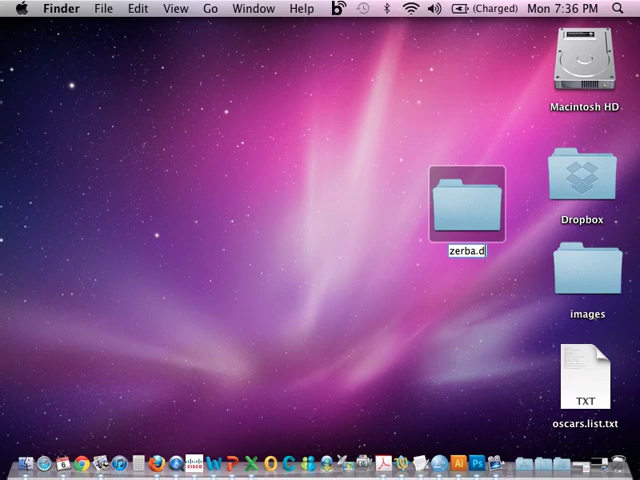 Finder File Edit View Go Window Help (Charged) Mon 7:36 PM
Macintosh HD
Dropbox
zerba.d
images
TXT
oscars.list.txt